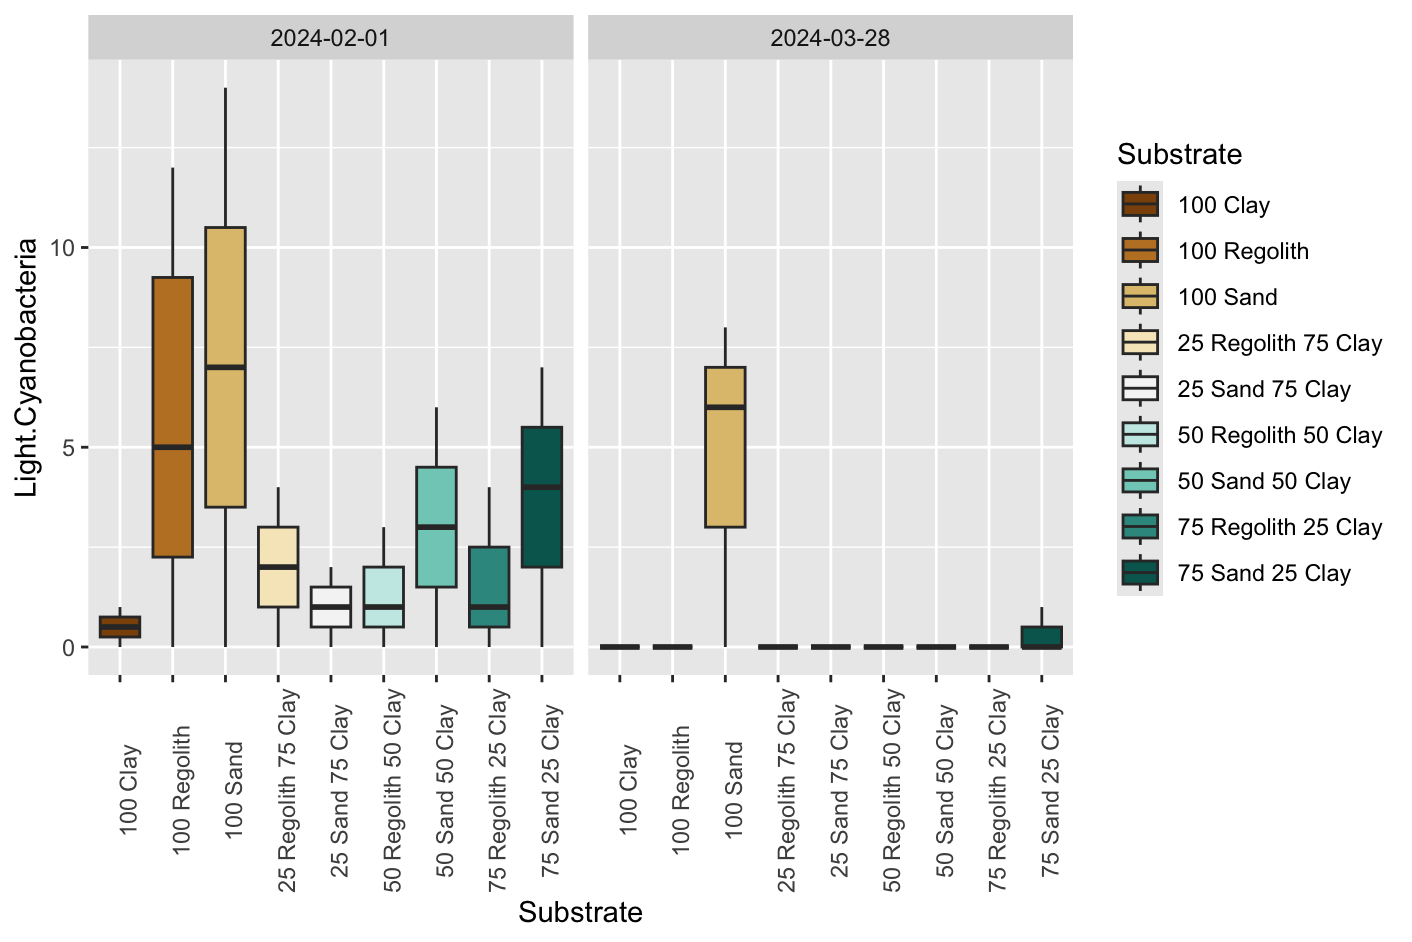 2024-02-01
2024-03-28
Light.Cyanobacteria
10
5
0
100 Clay
100 Regolith
100 Sand
25 Regolith 75 Clay
25 Sand 75 Clay
50 Regolith 50 Clay
50 Sand 50 Clay
75 Regolith 25 Clay
75 Sand 25 Clay
100 Clay
100 Regolith
100 Sand
25 Regolith 75 Clay
25 Sand 75 Clay
50 Regolith 50 Clay
50 Sand 50 Clay
75 Regolith 25 Clay
75 Sand 25 Clay
Substrate
Substrate
100 Clay
100 Regolith
100 Sand
25 Regolith 75 Clay
25 Sand 75 Clay
50 Regolith 50 Clay
50 Sand 50 Clay
75 Regolith 25 Clay
75 Sand 25 Clay